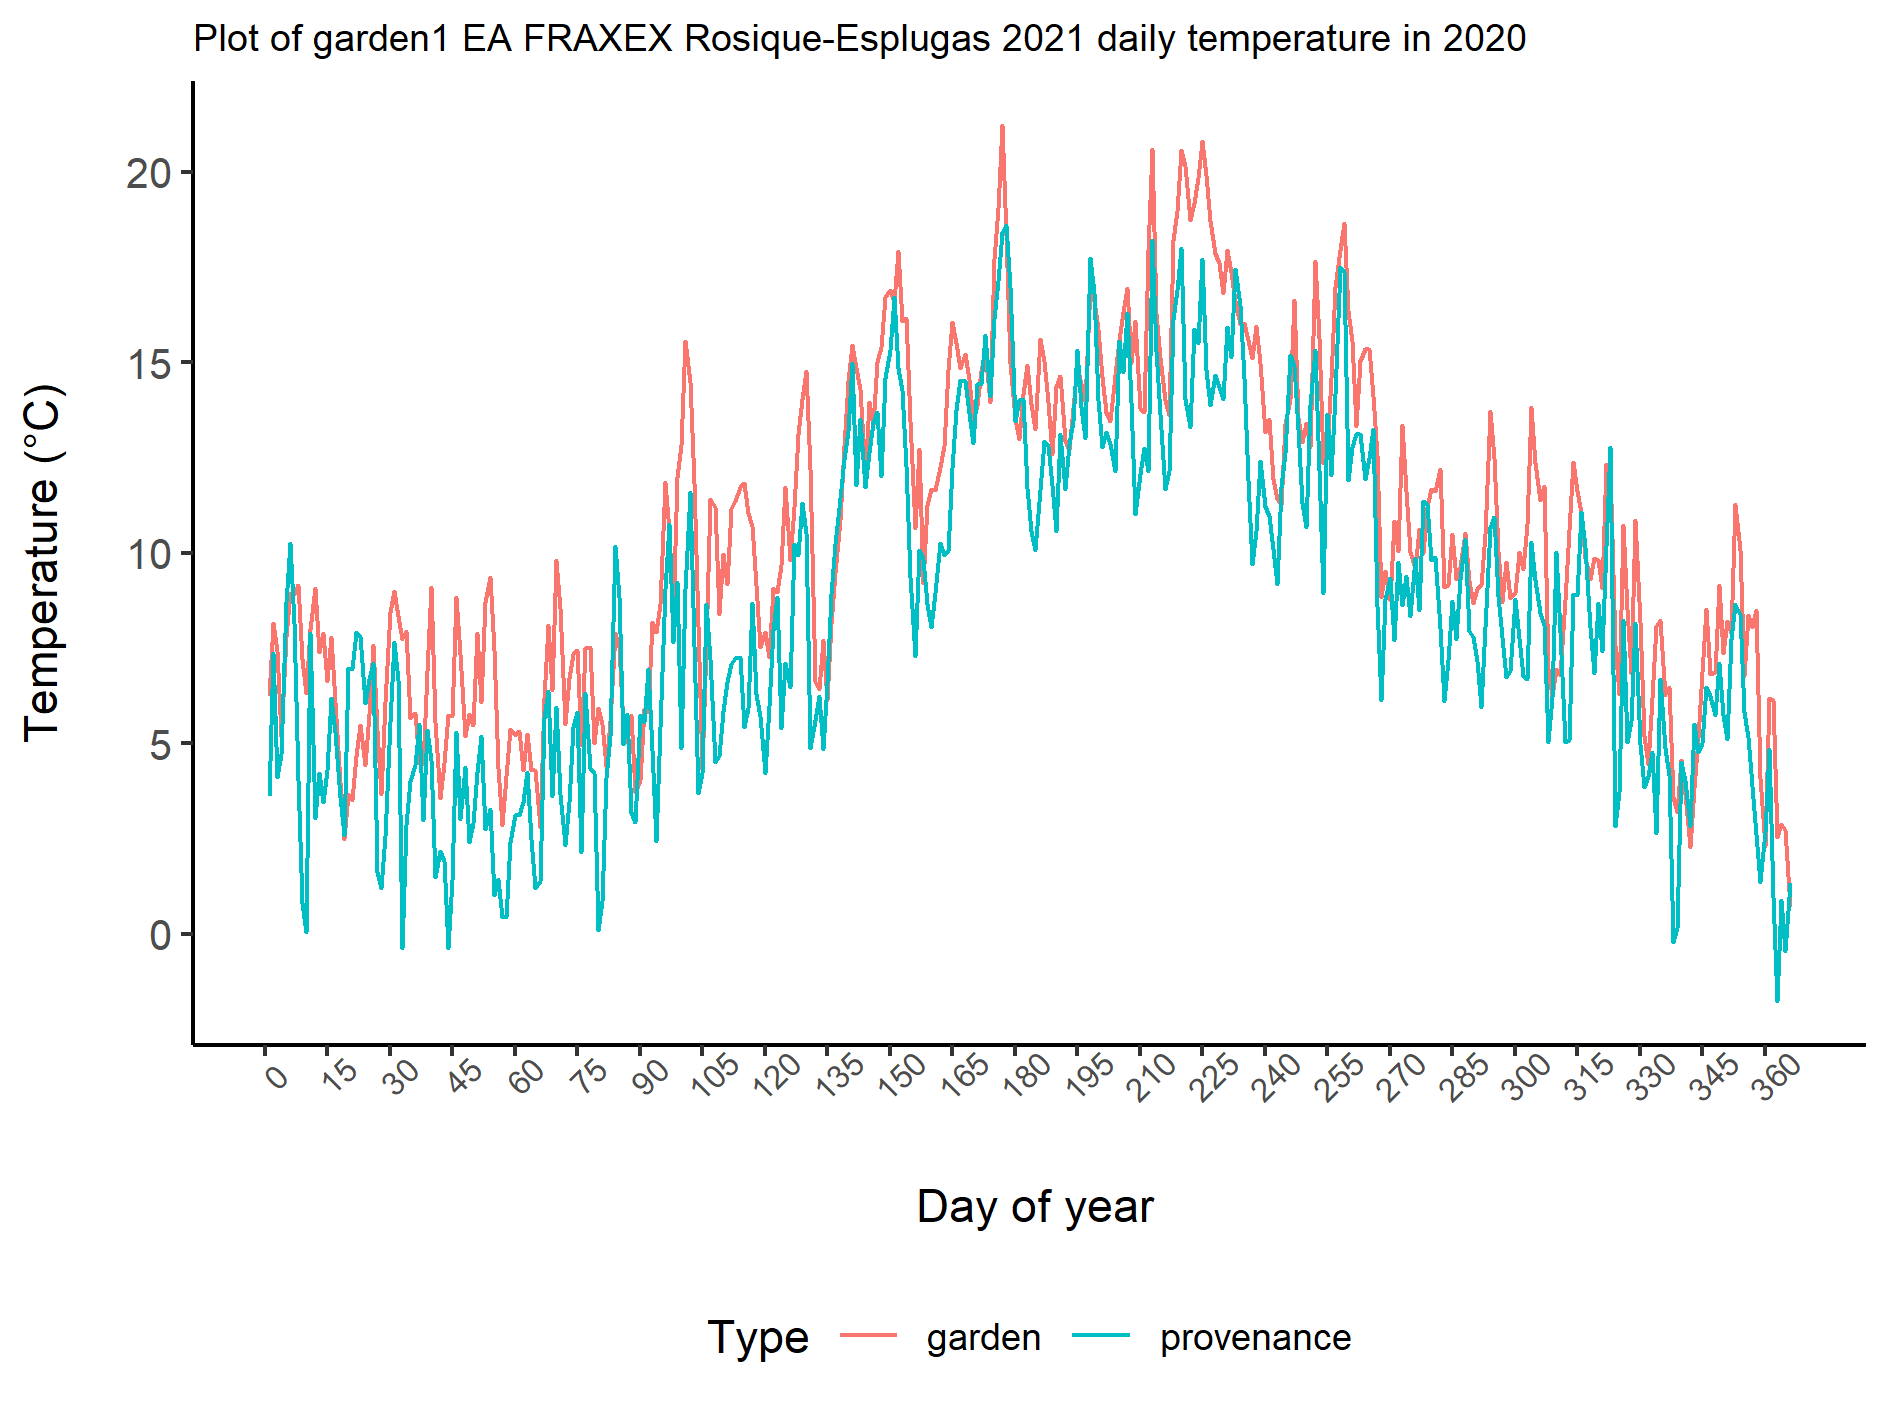 Plot of garden1 EA FRAXEX Rosique-Esplugas 2021 daily temperature in 2020
Temperature (°C)
20
15
10
5
0
0 15 30 45 60 75 90 105 120 135 150 165 180 195 210 225 240 255 270 285 300 315 330 345 360
Day of year
Type garden provenance